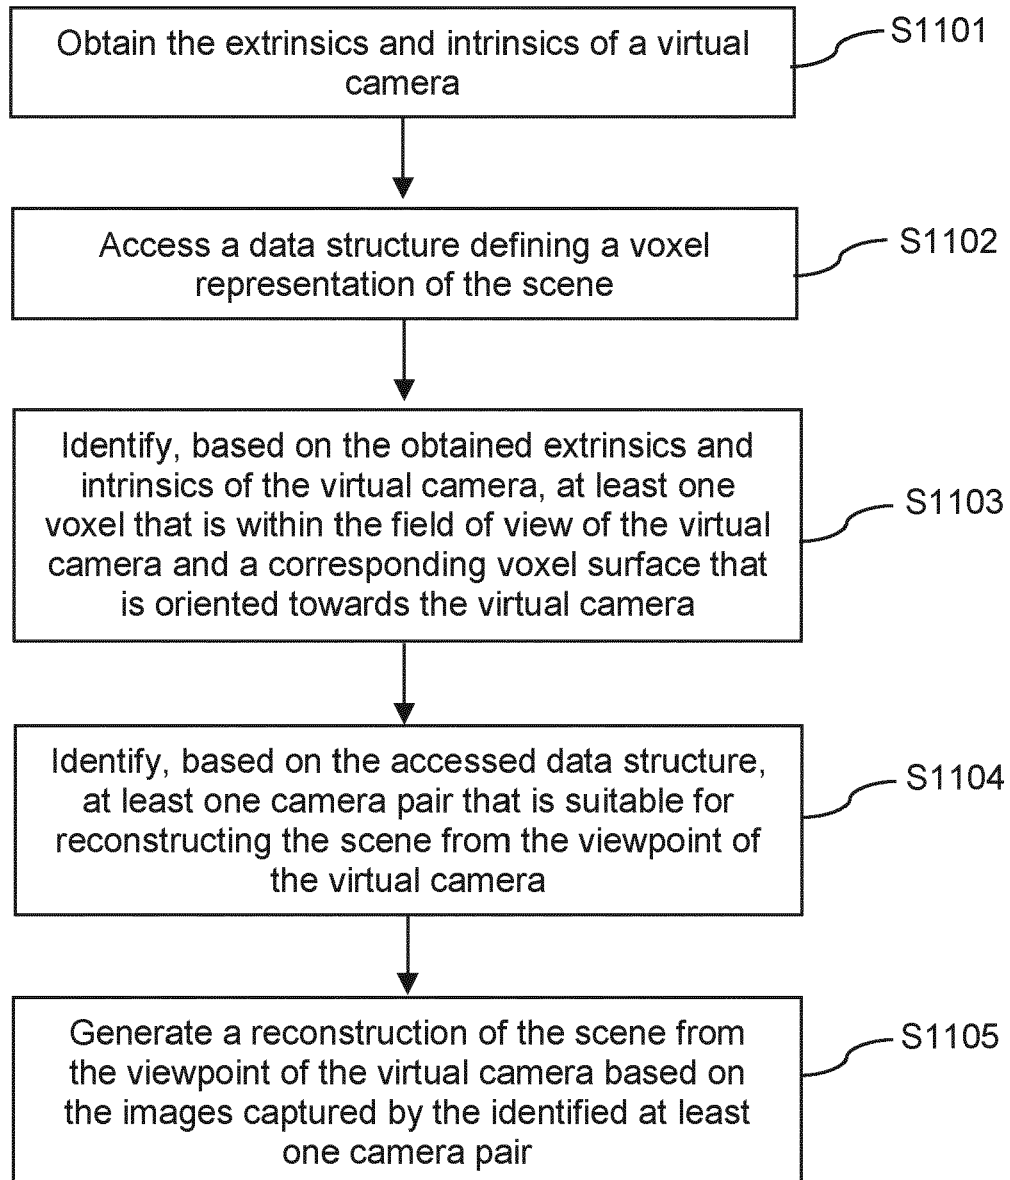 Obtain the extrinsics and intrinsics of a virtual
camera
S1101
Access a data structure defining a voxel
representation of the scene
S1102
Identify, based on the obtained extrinsics and
intrinsics of the virtual camera, at least one
voxel that is within the field of view of the virtual
camera and a corresponding voxel surface that
is oriented towards the virtual camera
S1103
Identify, based on the accessed data structure,
at least one camera pair that is suitable for
reconstructing the scene from the viewpoint of
the virtual camera
S1104
Generate a reconstruction of the scene from
the viewpoint of the virtual camera based on
the images captured by the identified at least
one camera pair
S1105